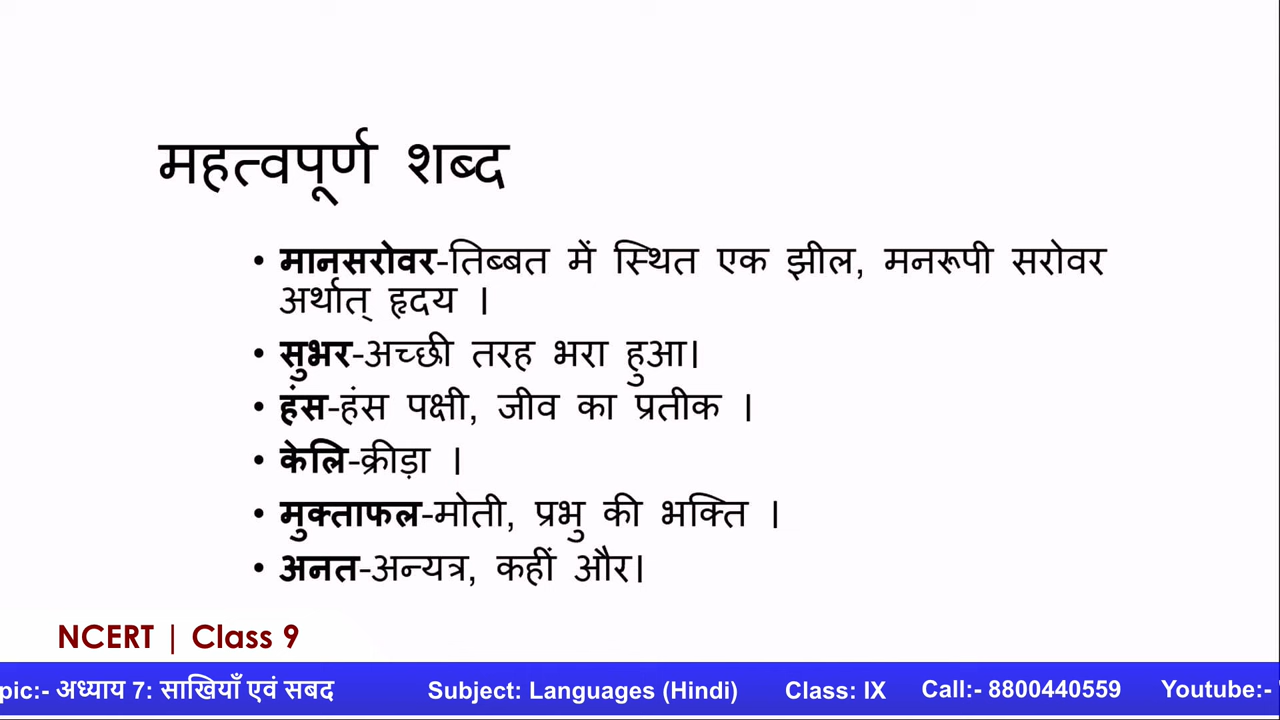 महत्वपूर्ण शब्द
• मानसरोवर-तिब्बत में स्थित एक झील, मनरूपी सरोवर
अर्थात् हृदय ।
• सुभर-अच्छी तरह भरा हुआ।
• हंस-हंस पक्षी, जीव का प्रतीक ।
• केलि-क्रीड़ा ।
• मुक्ताफल-मोती, प्रभु की भक्ति ।
• अनत-अन्यत्र, कहीं और।
NCERT | Class 9
pic:- अध्याय 7: साखियाँ एवं सबद Subject: Languages (Hindi) Class: IX Call:- 8800440559 Youtube:-